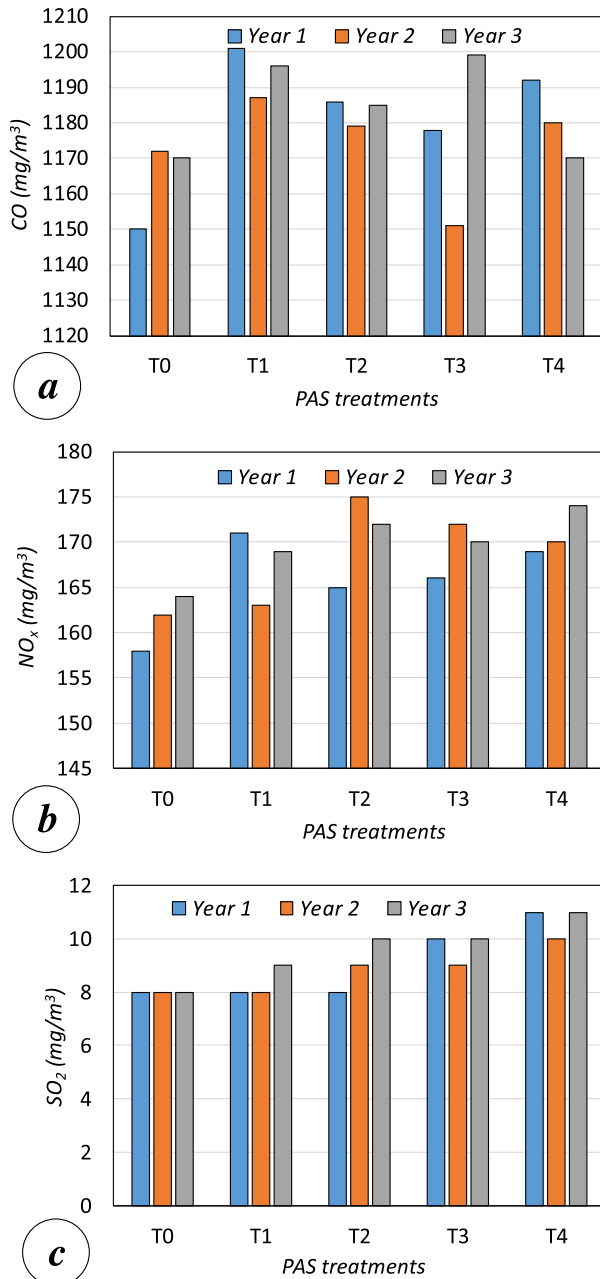 1210
1200
1190
1180
1170
1160
1150
1140
1130
1120
CO (mg/m³)
Year 1 Year 2 Year 3
T0 T1 T2 T3 T4
PAS treatments
a
180
175
170
165
160
155
150
145
NOₓ (mg/m³)
Year 1 Year 2 Year 3
T0 T1 T2 T3 T4
PAS treatments
b
12
10
8
6
4
2
0
SO₂ (mg/m³)
Year 1 Year 2 Year 3
T0 T1 T2 T3 T4
PAS treatments
c